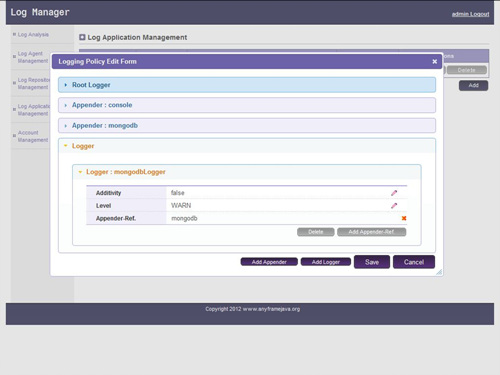 Log Manager
admin Logout
Log Analysis
Log Application Management
Log Agent
Management
Logging Policy Edit Form
Root Logger
Delete
Log Reposito
Management
Add
Appender : console
Log Applicatio
Management
Appender : mongodb
Account
Management
Logger
Logger : mongodbLogger
Additivity false
Level WARN
Appender-Ref. mongodb
Delete Add Appender-Ref.
Add Appender Add Logger Save Cancel
Copyright 2012 www.anyframejava.org